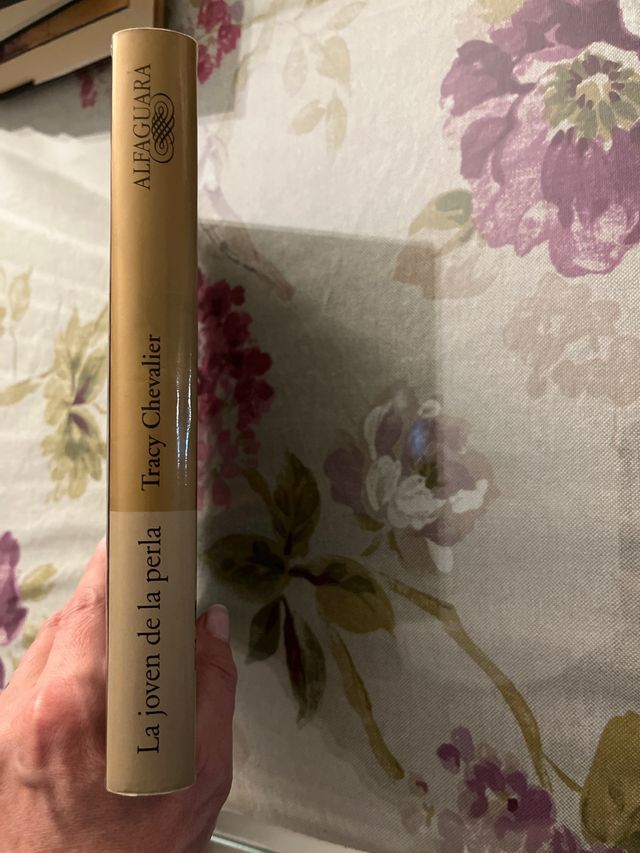 La joven de la perla
Tracy Chevalier
ALFAGUARA